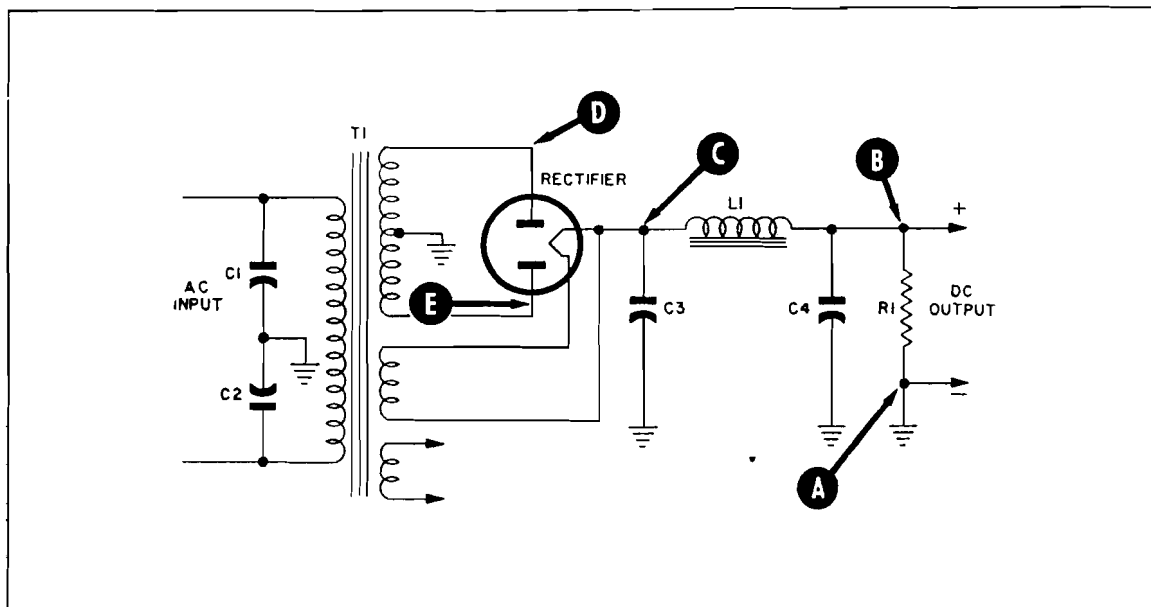 D
T1
C
B
RECTIFIER
L1
+
C1
AC
INPUT
E
C3
C4
R1
DC
OUTPUT
C2
–
A